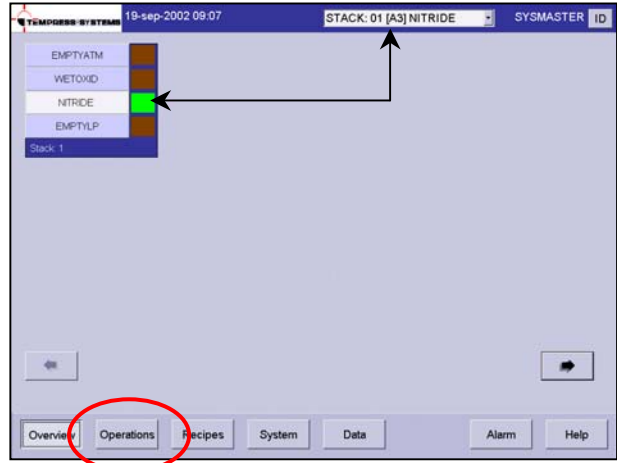 TEMPRESS SYSTEMS 19-sep-2002 09:07 STACK: 01 [A3] NITRIDE SYSMASTER ID
EMPTYATM
WETOXID
NITRIDE
EMPTYLP
Stack: 1
Overview Operations Recipes System Data Alarm Help